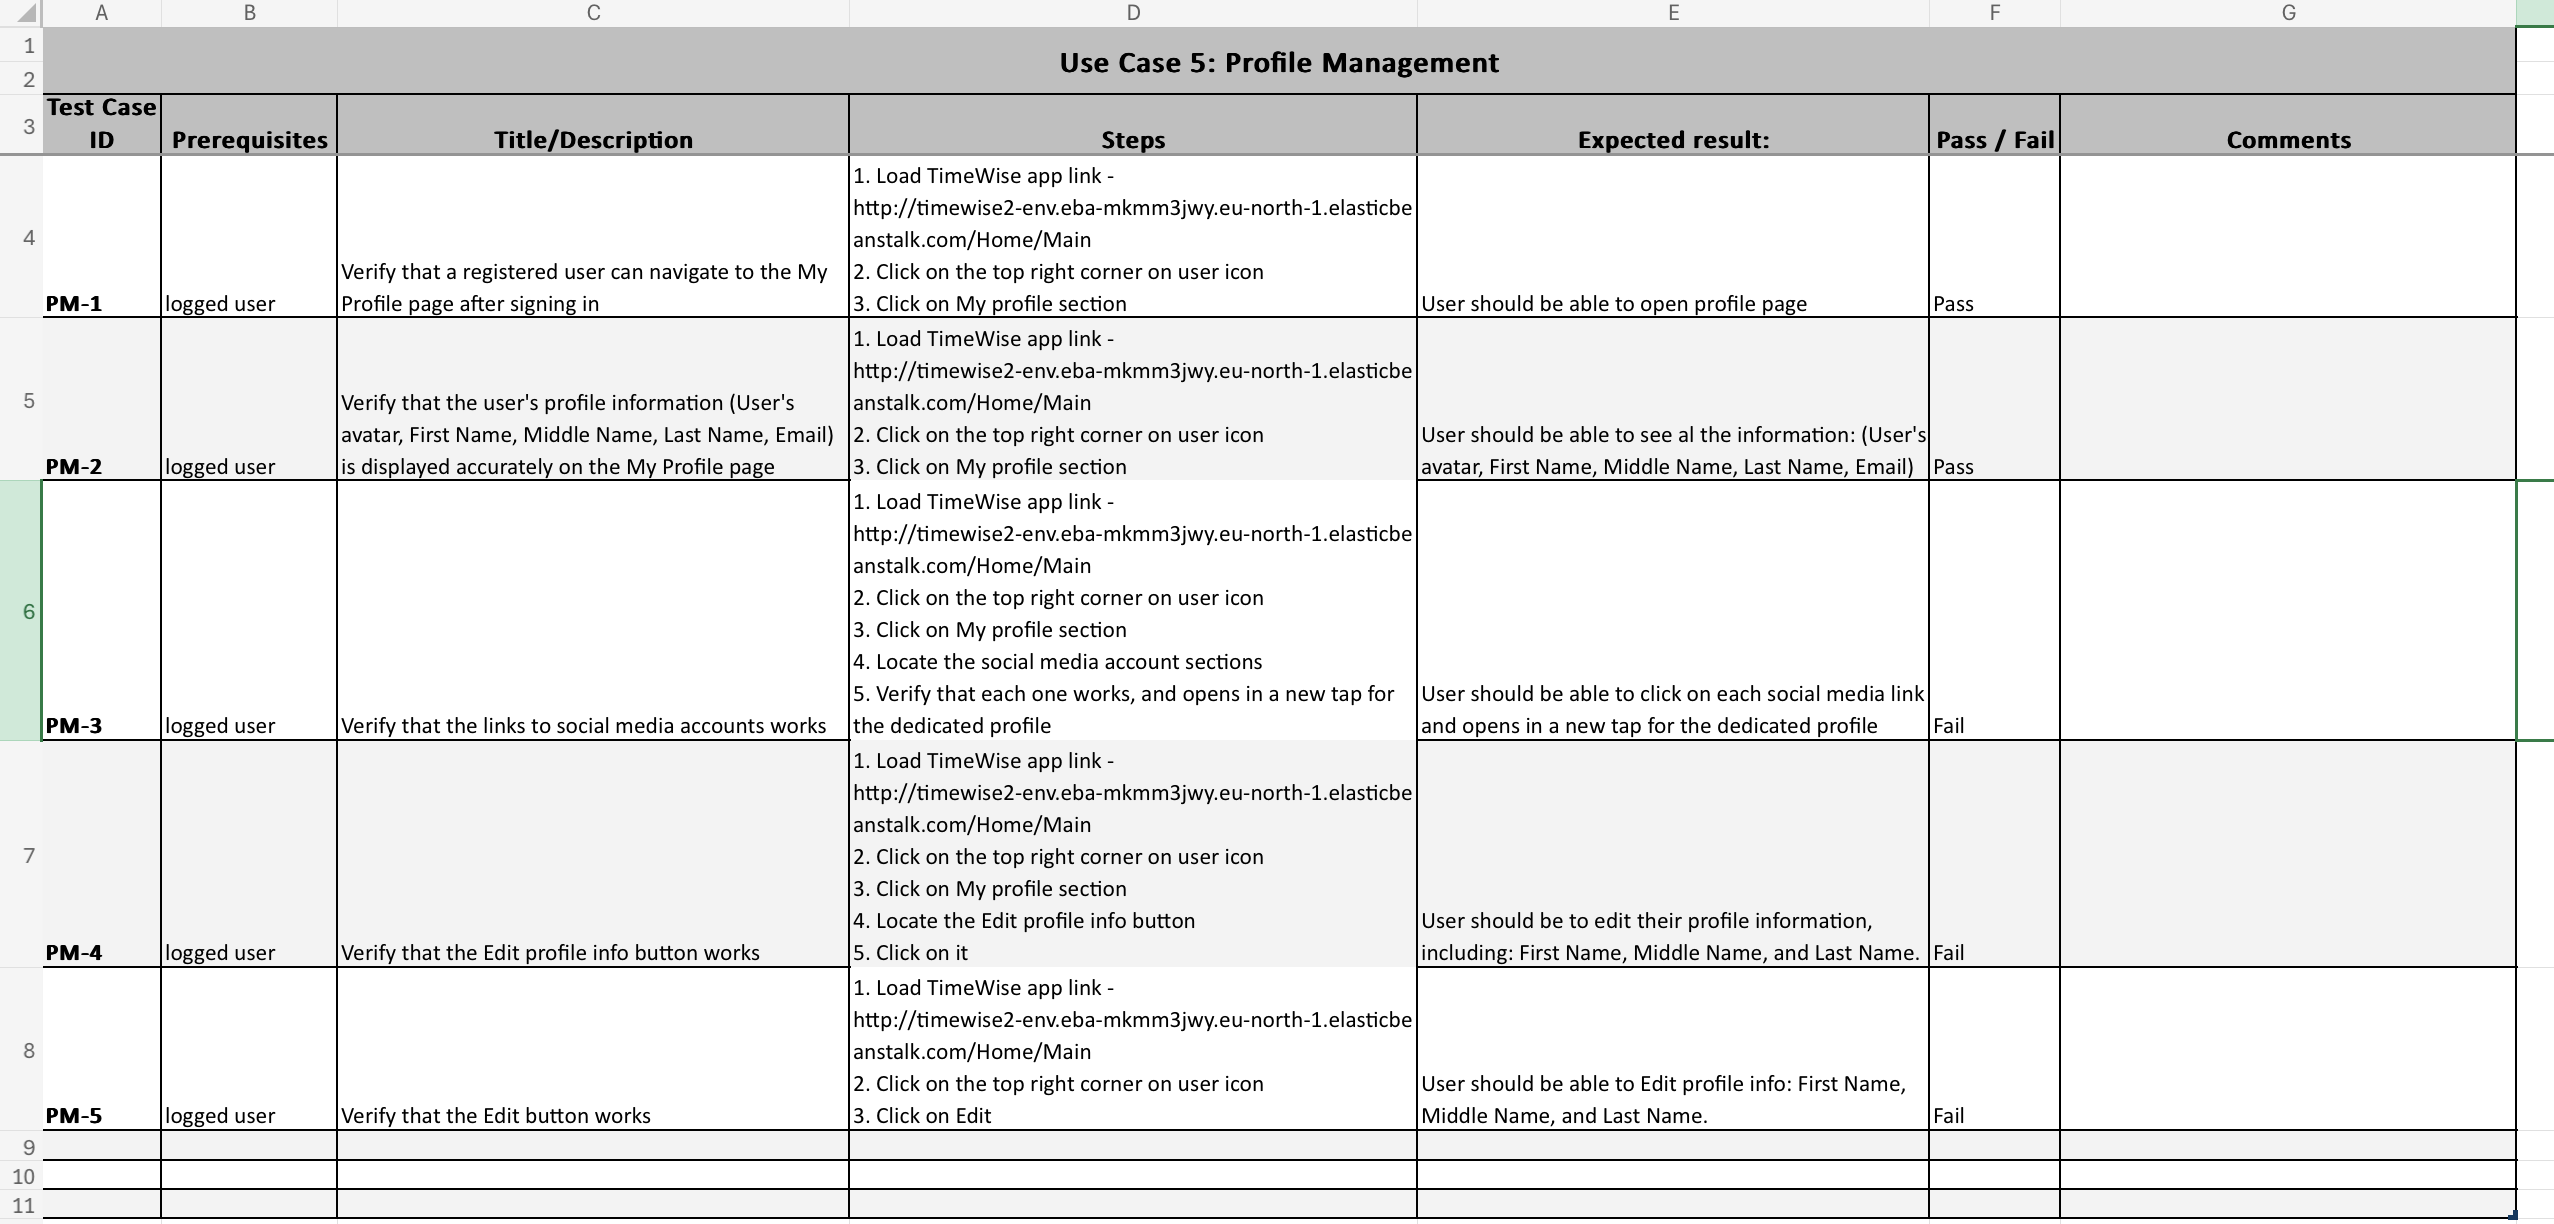 A B C D E F G
1
2
Use Case 5: Profile Management
3
Test Case
ID
Prerequisites
Title/Description
Steps
Expected result:
Pass / Fail
Comments
4
PM-1
logged user
Verify that a registered user can navigate to the My
Profile page after signing in
1. Load TimeWise app link -
http://timewise2-env.eba-mkmm3jwy.eu-north-1.elasticbe
anstalk.com/Home/Main
2. Click on the top right corner on user icon
3. Click on My profile section
User should be able to open profile page
Pass
5
PM-2
logged user
Verify that the user's profile information (User's
avatar, First Name, Middle Name, Last Name, Email)
is displayed accurately on the My Profile page
1. Load TimeWise app link -
http://timewise2-env.eba-mkmm3jwy.eu-north-1.elasticbe
anstalk.com/Home/Main
2. Click on the top right corner on user icon
3. Click on My profile section
User should be able to see al the information: (User's
avatar, First Name, Middle Name, Last Name, Email)
Pass
6
PM-3
logged user
Verify that the links to social media accounts works
1. Load TimeWise app link -
http://timewise2-env.eba-mkmm3jwy.eu-north-1.elasticbe
anstalk.com/Home/Main
2. Click on the top right corner on user icon
3. Click on My profile section
4. Locate the social media account sections
5. Verify that each one works, and opens in a new tap for
the dedicated profile
User should be able to click on each social media link
and opens in a new tap for the dedicated profile
Fail
7
PM-4
logged user
Verify that the Edit profile info button works
1. Load TimeWise app link -
http://timewise2-env.eba-mkmm3jwy.eu-north-1.elasticbe
anstalk.com/Home/Main
2. Click on the top right corner on user icon
3. Click on My profile section
4. Locate the Edit profile info button
5. Click on it
User should be to edit their profile information,
including: First Name, Middle Name, and Last Name.
Fail
8
PM-5
logged user
Verify that the Edit button works
1. Load TimeWise app link -
http://timewise2-env.eba-mkmm3jwy.eu-north-1.elasticbe
anstalk.com/Home/Main
2. Click on the top right corner on user icon
3. Click on Edit
User should be able to Edit profile info: First Name,
Middle Name, and Last Name.
Fail
9
10
11